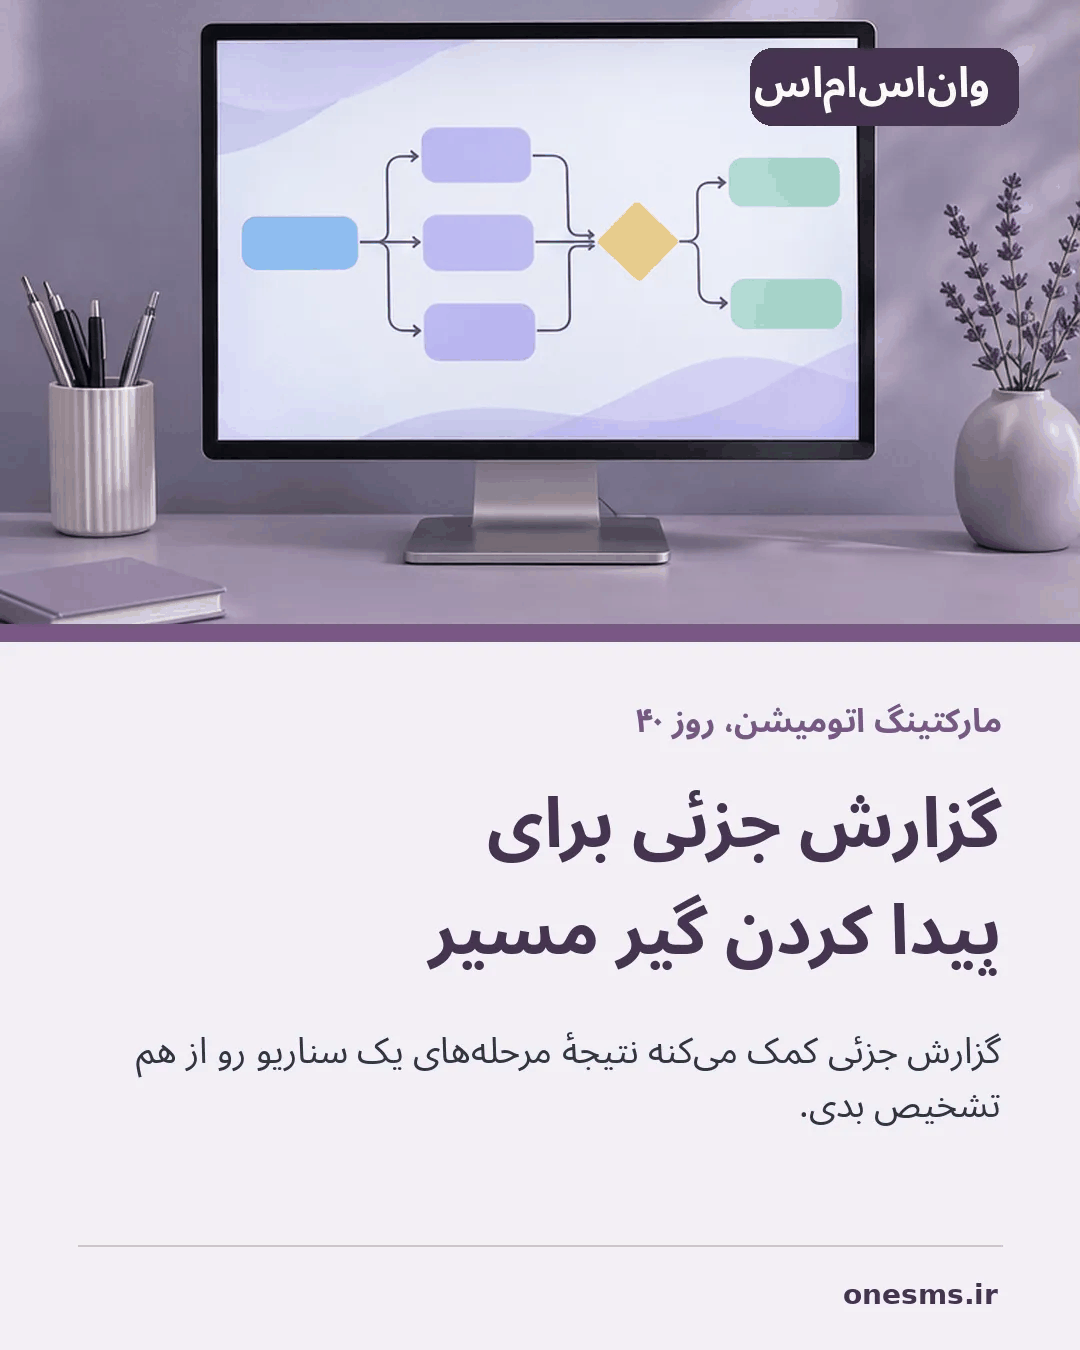 وان‌اس‌ام‌اس
مارکتینگ اتومیشن، روز ۴۰
گزارش جزئی برای
پیدا کردن گیر مسیر
گزارش جزئی کمک می‌کنه نتیجهٔ مرحله‌های یک سناریو رو از هم
تشخیص بدی.
onesms.ir